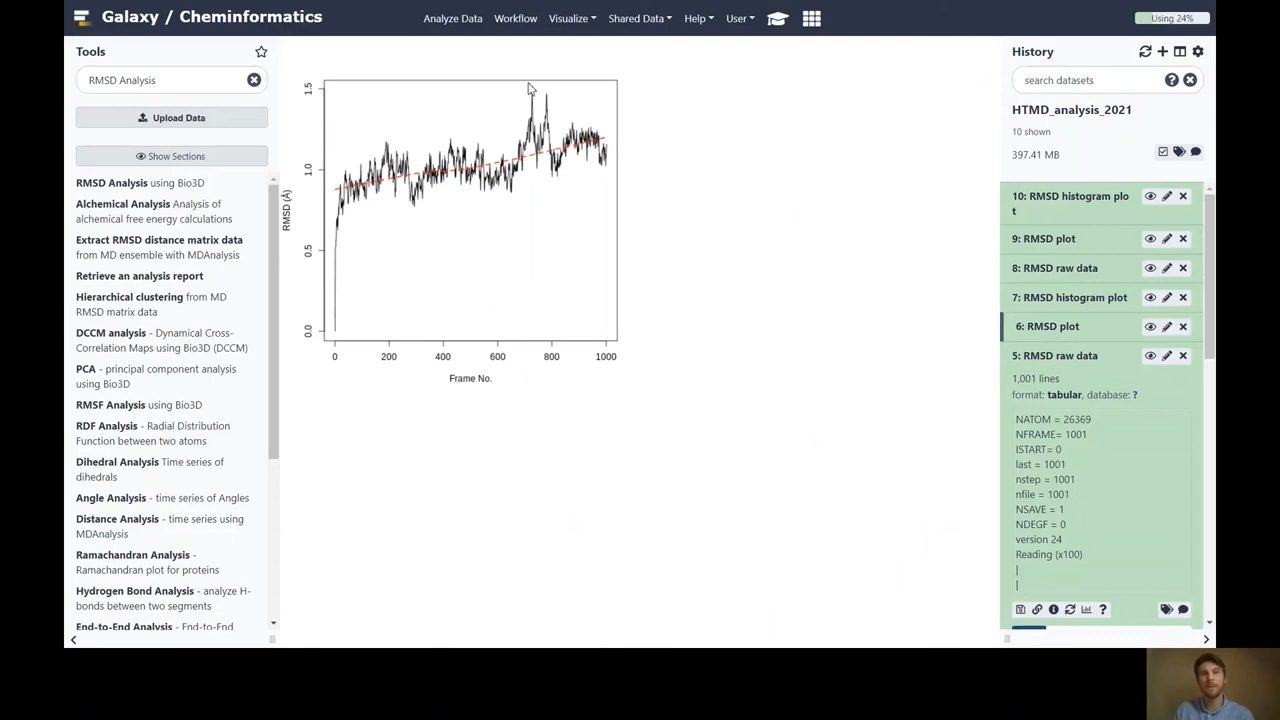 Galaxy / Cheminformatics
Analyze Data
Workflow
Visualize
Shared Data
Help
User
Using 24%
Tools
RMSD Analysis
Upload Data
Show Sections
RMSD Analysis using Bio3D
Alchemical Analysis Analysis of
alchemical free energy calculations
Extract RMSD distance matrix data
from MD ensemble with MDAnalysis
Retrieve an analysis report
Hierarchical clustering from MD
RMSD matrix data
DCCM analysis - Dynamical Cross-
Correlation Maps using Bio3D (DCCM)
PCA - principal component analysis
using Bio3D
RMSF Analysis using Bio3D
RDF Analysis - Radial Distribution
Function between two atoms
Dihedral Analysis Time series of
dihedrals
Angle Analysis - time series of Angles
Distance Analysis - time series using
MDAnalysis
Ramachandran Analysis -
Ramachandran plot for proteins
Hydrogen Bond Analysis - analyze H-
bonds between two segments
End-to-End Analysis - End-to-End
RMSD (Å)
1.5
1.0
0.5
0.0
0 200 400 600 800 1000
Frame No.
History
search datasets
HTMD_analysis_2021
10 shown
397.41 MB
10: RMSD histogram plo
t
9: RMSD plot
8: RMSD raw data
7: RMSD histogram plot
6: RMSD plot
5: RMSD raw data
1,001 lines
format: tabular, database: ?
NATOM = 26369
NFRAME= 1001
ISTART= 0
last = 1001
nstep = 1001
nfile = 1001
NSAVE = 1
NDEGF = 0
version 24
Reading (x100)
|
|